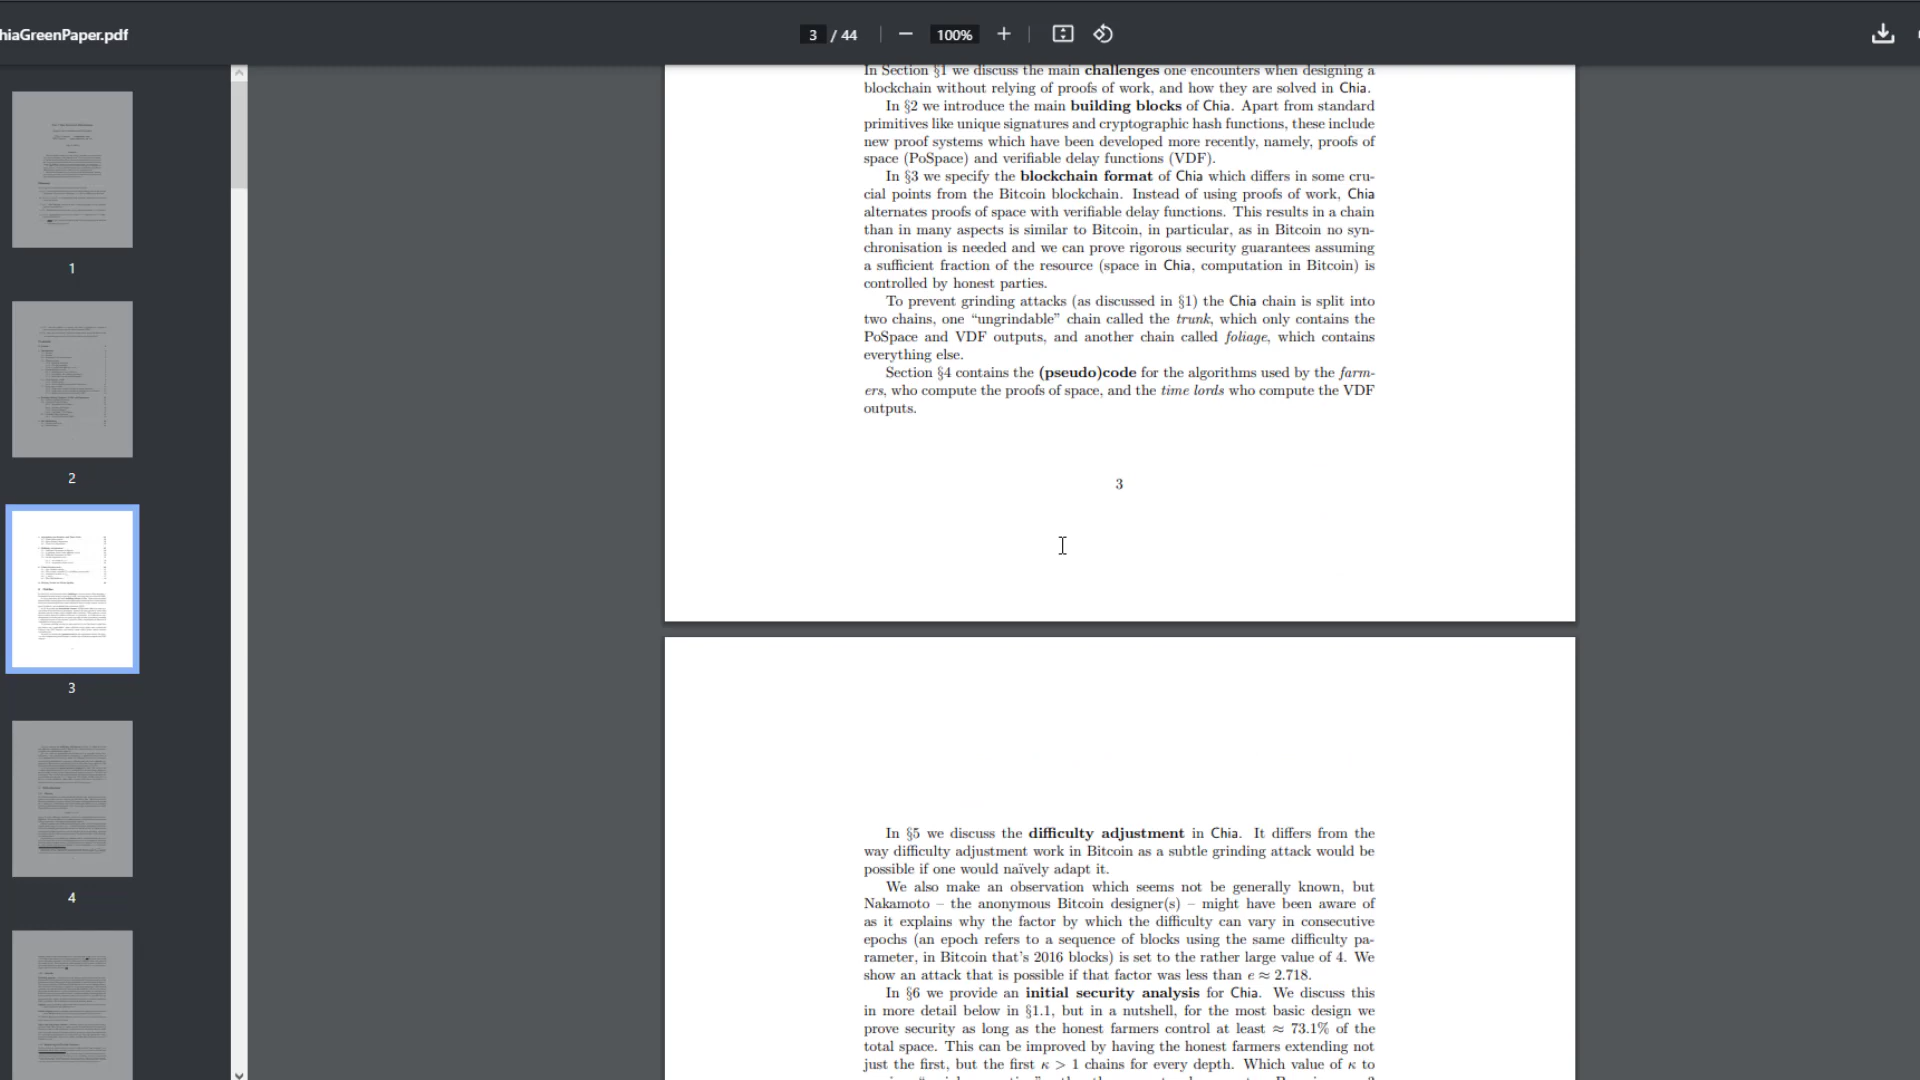 hiaGreenPaper.pdf
3 / 44
100%
1
2
3
4
In Section §1 we discuss the main challenges one encounters when designing a
blockchain without relying of proofs of work, and how they are solved in Chia.
In §2 we introduce the main building blocks of Chia. Apart from standard
primitives like unique signatures and cryptographic hash functions, these include
new proof systems which have been developed more recently, namely, proofs of
space (PoSpace) and verifiable delay functions (VDF).
In §3 we specify the blockchain format of Chia which differs in some cru-
cial points from the Bitcoin blockchain. Instead of using proofs of work, Chia
alternates proofs of space with verifiable delay functions. This results in a chain
than in many aspects is similar to Bitcoin, in particular, as in Bitcoin no syn-
chronisation is needed and we can prove rigorous security guarantees assuming
a sufficient fraction of the resource (space in Chia, computation in Bitcoin) is
controlled by honest parties.
To prevent grinding attacks (as discussed in §1) the Chia chain is split into
two chains, one “ungrindable” chain called the trunk, which only contains the
PoSpace and VDF outputs, and another chain called foliage, which contains
everything else.
Section §4 contains the (pseudo)code for the algorithms used by the farm-
ers, who compute the proofs of space, and the time lords who compute the VDF
outputs.
3
In §5 we discuss the difficulty adjustment in Chia. It differs from the
way difficulty adjustment work in Bitcoin as a subtle grinding attack would be
possible if one would naïvely adapt it.
We also make an observation which seems not be generally known, but
Nakamoto – the anonymous Bitcoin designer(s) – might have been aware of
as it explains why the factor by which the difficulty can vary in consecutive
epochs (an epoch refers to a sequence of blocks using the same difficulty pa-
rameter, in Bitcoin that’s 2016 blocks) is set to the rather large value of 4. We
show an attack that is possible if that factor was less than e ≈ 2.718.
In §6 we provide an initial security analysis for Chia. We discuss this
in more detail below in §1.1, but in a nutshell, for the most basic design we
prove security as long as the honest farmers control at least ≈ 73.1% of the
total space. This can be improved by having the honest farmers extending not
just the first, but the first κ > 1 chains for every depth. Which value of κ to